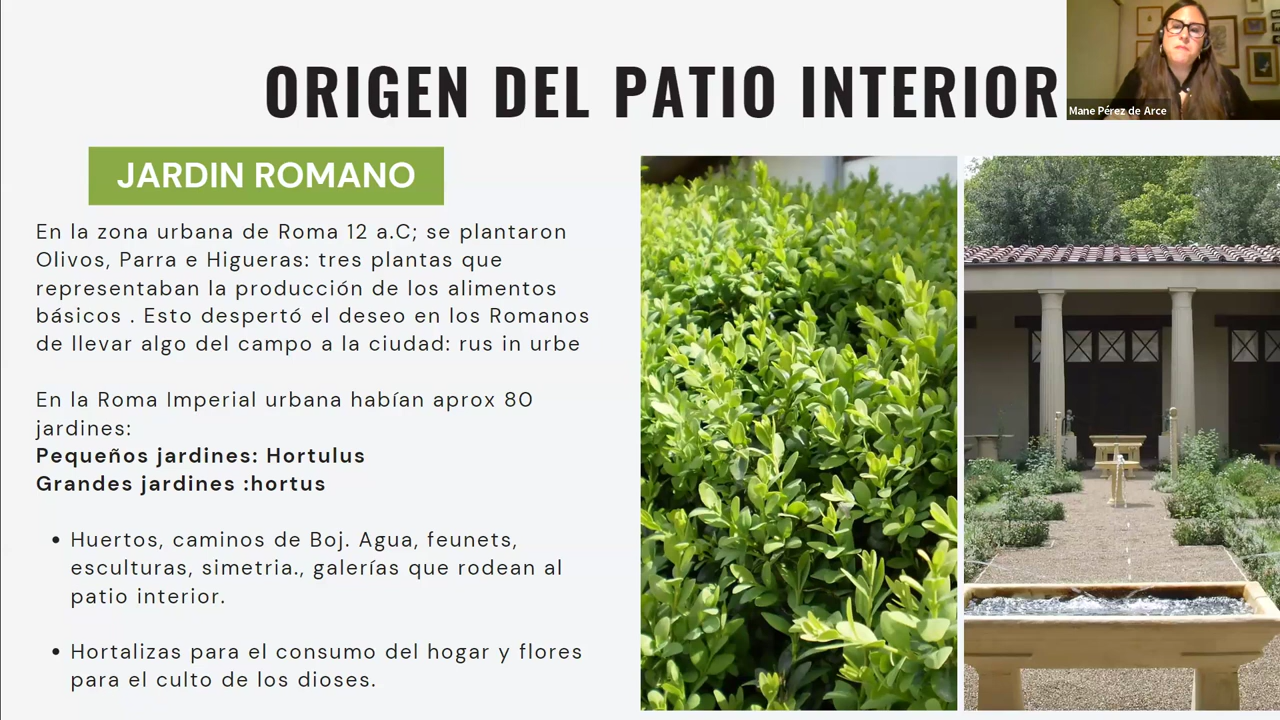 ORIGEN DEL PATIO INTERIOR
Mane Pérez de Arce
JARDIN ROMANO
En la zona urbana de Roma 12 a.C; se plantaron
Olivos, Parra e Higueras: tres plantas que
representaban la producción de los alimentos
básicos . Esto despertó el deseo en los Romanos
de llevar algo del campo a la ciudad: rus in urbe
En la Roma Imperial urbana habían aprox 80
jardines:
Pequeños jardines: Hortulus
Grandes jardines :hortus
• Huertos, caminos de Boj. Agua, feunets,
esculturas, simetria., galerías que rodean al
patio interior.
• Hortalizas para el consumo del hogar y flores
para el culto de los dioses.